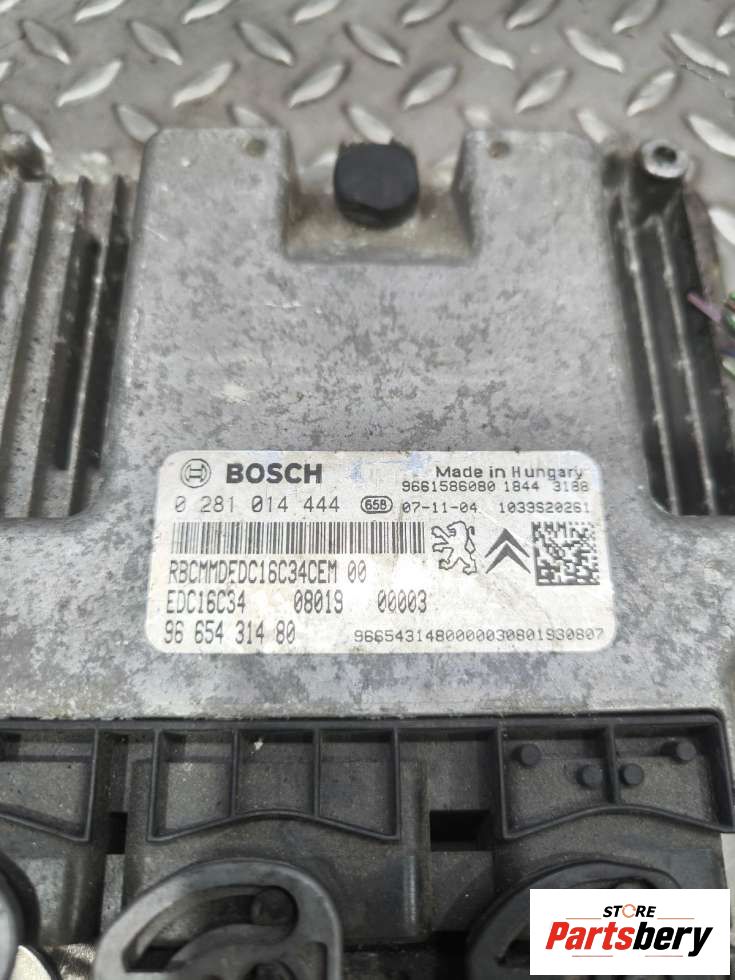 BOSCH
Made in Hungary
9661586080 1844 3188
0 281 014 444 658 07-11-04 1039S20261
RBCMMDEDC16C34CEM 00
EDC16C34 08019 00003
96 654 314 80 9665431480000030801930807
STORE
Partsbery